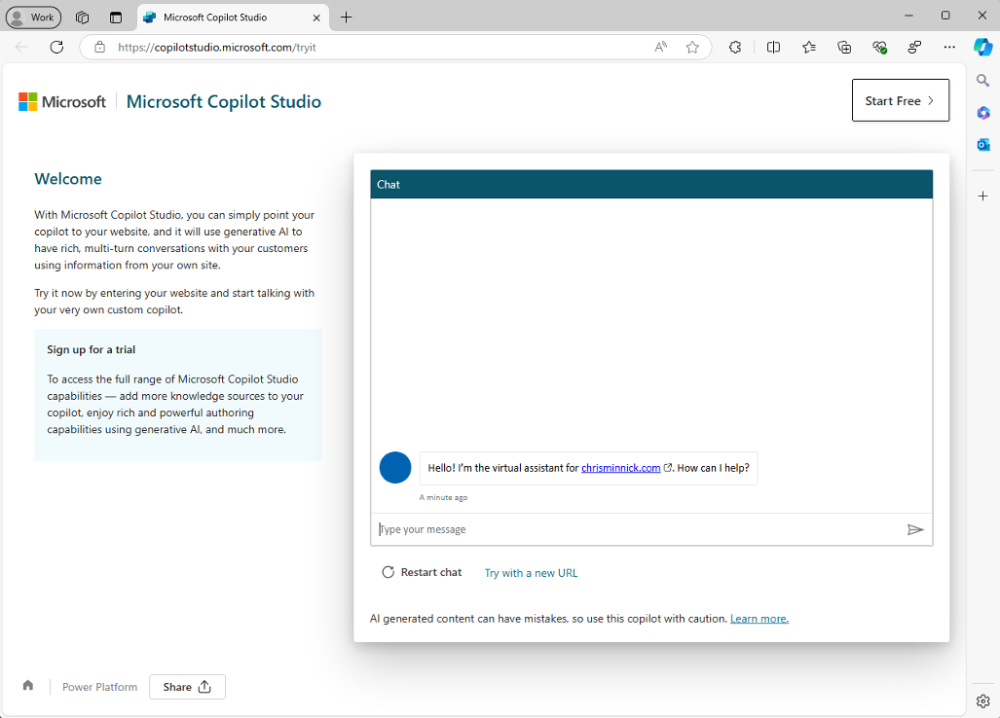 Work
Microsoft Copilot Studio
https://copilotstudio.microsoft.com/tryit
Microsoft
Microsoft Copilot Studio
Start Free
Welcome
With Microsoft Copilot Studio, you can simply point your
copilot to your website, and it will use generative AI to
have rich, multi-turn conversations with your customers
using information from your own site.
Try it now by entering your website and start talking with
your very own custom copilot.
Sign up for a trial
To access the full range of Microsoft Copilot Studio
capabilities — add more knowledge sources to your
copilot, enjoy rich and powerful authoring
capabilities using generative AI, and much more.
Chat
Hello! I'm the virtual assistant for chrisminnick.com. How can I help?
A minute ago
Type your message
Restart chat
Try with a new URL
AI generated content can have mistakes, so use this copilot with caution. Learn more.
Power Platform
Share